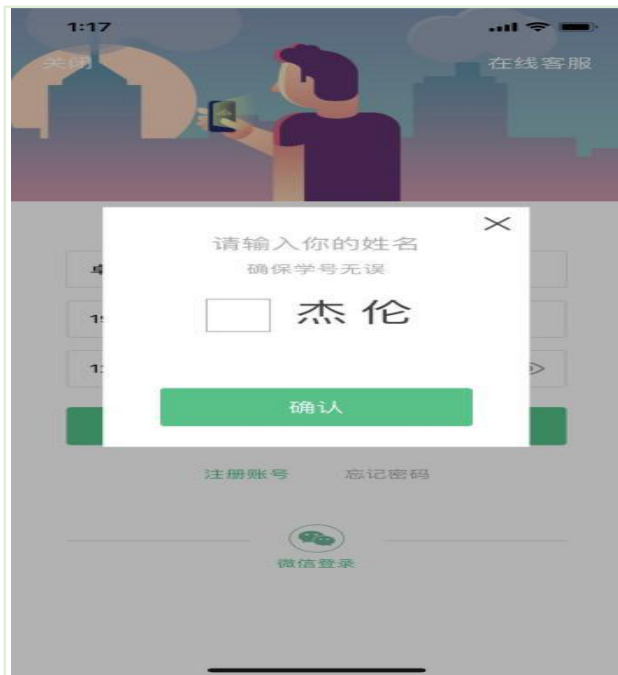 1:17
关闭 在线客服
请输入你的姓名
确保学号无误
杰伦
确认
注册账号 忘记密码
微信登录